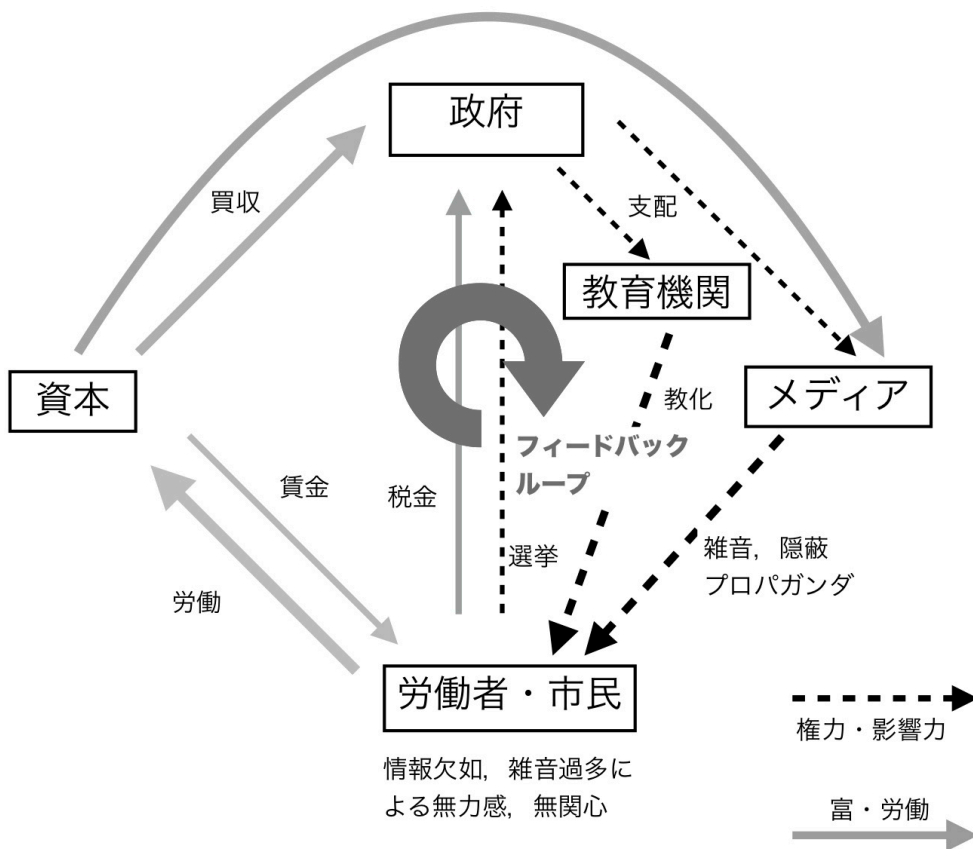 政府
買収
支配
教育機関
資本
メディア
教化
フィードバック
ループ
賃金
税金
選挙
雑音，隠蔽
プロパガンダ
労働
労働者・市民
権力・影響力
情報欠如，雑音過多に
よる無力感，無関心
富・労働